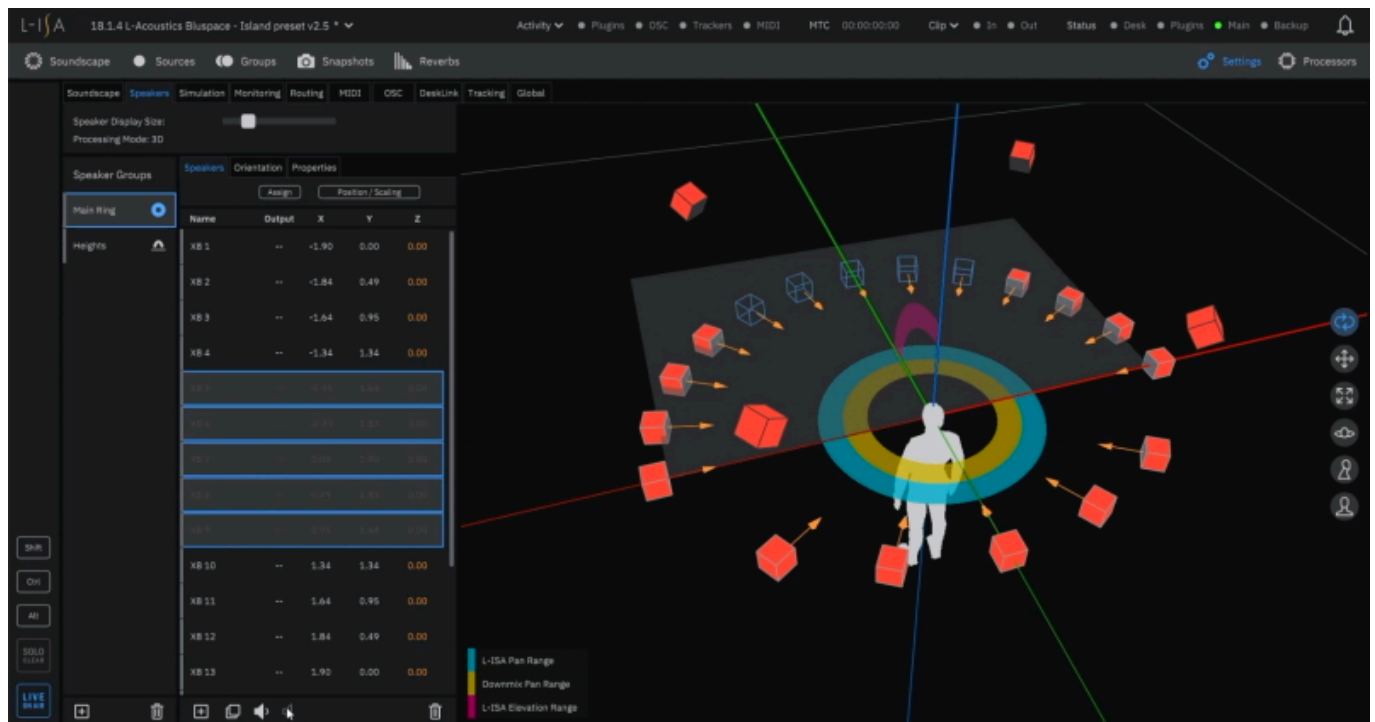 L-ISA 18.1.4 L-Acoustics Bluspace - Island preset v2.5 * Activity Plugins OSC Trackers MIDI MTC 00:00:00:00 Clip In Out Status Desk Plugins Main Backup
Soundscape Sources Groups Snapshots Reverbs Settings Processors
Soundscape Speakers Simulation Monitoring Routing MIDI OSC DeskLink Tracking Global
Speaker Display Size:
Processing Mode: 3D
Speaker Groups
Main Ring
Heights
Speakers Orientation Properties
Assign Position / Scaling
Name Output X Y Z
X8 1 -- -1.90 0.00 0.00
X8 2 -- -1.84 0.49 0.00
X8 3 -- -1.64 0.95 0.00
X8 4 -- -1.34 1.34 0.00
X8 10 -- 1.34 1.34 0.00
X8 11 -- 1.64 0.95 0.00
X8 12 -- 1.84 0.49 0.00
X8 13 -- 1.90 0.00 0.00
Shift
Ctrl
Alt
SOLO
CLEAR
LIVE
ON AIR
L-ISA Pan Range
Downmix Pan Range
L-ISA Elevation Range